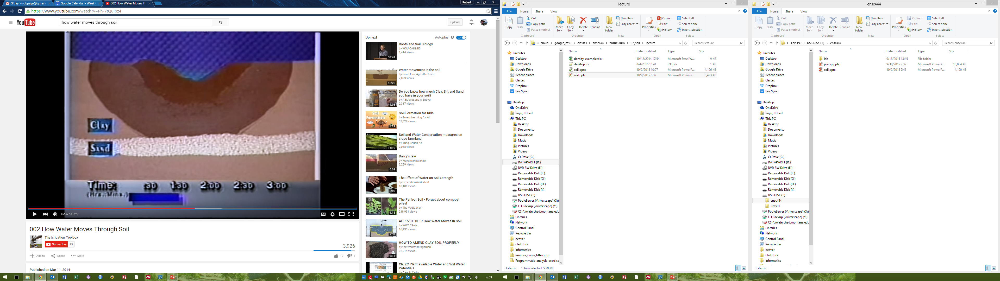 G'day! - robpayn@gmail.c
Google Calendar - Week o
002 How Water Moves Th
Robert
https://www.youtube.com/watch?v=Ph-7tQuIbz4
YouTube
how water moves through soil
Upload
Clay
Sand
Time: :30 1:30 2:00 2:30 3:00
(Hrs.:Mins.)
15:55 / 31:24
002 How Water Moves Through Soil
The Irrigation Toolbox
Subscribe 25
3,926
Add to Share More 10 1
Published on Mar 11, 2014
Up next Autoplay
Roots and Soil Biology
by WSU CAHNRS
1,414 views
38:41
Water movement in the soil
by Gembloux Agro-Bio Tech
7,093 views
16:26
Do you know how much Clay, Silt and Sand
you have in your soil?
by A Bucket and A Shovel
2,317 views
9:03
Soil Formation for Kids
by Smart Learning for All
33,822 views
Soil Formation
3:11
Soil and Water Conservation measures on
slope farmland
by Yung-Chuan Ko
2,038 views
14:10
Darcy's law
by WakaWakaWakaW
2,259 views
0:09
The Effect of Water on Soil Strength
by ExpeditionWorkshed
18,181 views
6:09
The Perfect Soil - Forget about compost
piles!
by The Vedic Way
218,991 views
6:15
AGPR201 13 17 How Water Moves In Soil
by WWCCSoils
16,435 views
7:39
HOW TO AMEND CLAY SOIL PROPERLY
by thetwobrothersgarden
92,214 views
6:18
Ch. 2C Plant-available Water and Soil Water
Potentials
by Cara H Cario
6:53
lecture
File Home Share View
Copy
Paste
Cut
Copy path
Paste shortcut
Move to
Copy to
Delete
Rename
New folder
New item
Easy access
Properties
Open
Edit
History
Select all
Select none
Invert selection
Clipboard Organize New Open Select
« cloud google_msu classes ensc444 curriculum 07_soil lecture
Search lecture
Name Date modified Type Size
density_example.xlsx 10/12/2014 17:54 Microsoft Excel W... 9 KB
desktop.ini 8/4/2015 16:44 INI File 1 KB
soil.ppsx 10/2/2015 10:07 Microsoft PowerP... 4,196 KB
soil.pptx 10/9/2015 6:37 Microsoft PowerP... 5,423 KB
Favorites
Desktop
Downloads
Google Drive
Recent places
classes
Dropbox
Box Sync
Desktop
OneDrive
Payn, Robert
This PC
Desktop
Documents
Downloads
Music
Pictures
Videos
C: Drive (C:)
DATAPART1 (D:)
DVD RW Drive (E:)
Removable Disk (F:)
Removable Disk (G:)
Removable Disk (H:)
Removable Disk (I:)
USB DISK (J:)
PooleServer (\\riverscape) (X:)
FLLBackup (\\riverscape) (Y:)
C$ (\\watershed.montana.edu
Libraries
Network
Control Panel
Recycle Bin
beaver
clark fork
informatics
exercise_curve_fitting.zip
Programmatic_analysis_exercise
4 items 1 item selected 5.29 MB
ensc444
File Home Share View
Copy
Paste
Cut
Copy path
Paste shortcut
Move to
Copy to
Delete
Rename
New folder
New item
Easy access
Properties
Open
Edit
History
Select all
Select none
Invert selection
Clipboard Organize New Open Select
This PC USB DISK (J:) ensc444
Search ensc444
Name Date modified Type Size
lab 9/18/2015 13:45 File folder
precip.pptx 9/30/2015 7:37 Microsoft PowerP... 10,004 KB
soil.pptx 10/2/2015 7:46 Microsoft PowerP... 4,190 KB
Favorites
Desktop
Downloads
Google Drive
Recent places
classes
Dropbox
Box Sync
Desktop
OneDrive
Payn, Robert
This PC
Desktop
Documents
Downloads
Music
Pictures
Videos
C: Drive (C:)
DATAPART1 (D:)
DVD RW Drive (E:)
Removable Disk (F:)
Removable Disk (G:)
Removable Disk (H:)
Removable Disk (I:)
USB DISK (J:)
ensc444
lres591
PooleServer (\\riverscape) (X:)
FLLBackup (\\riverscape) (Y:)
C$ (\\watershed.montana.edu
Libraries
Network
Control Panel
Recycle Bin
beaver
clark fork
informatics
3 items